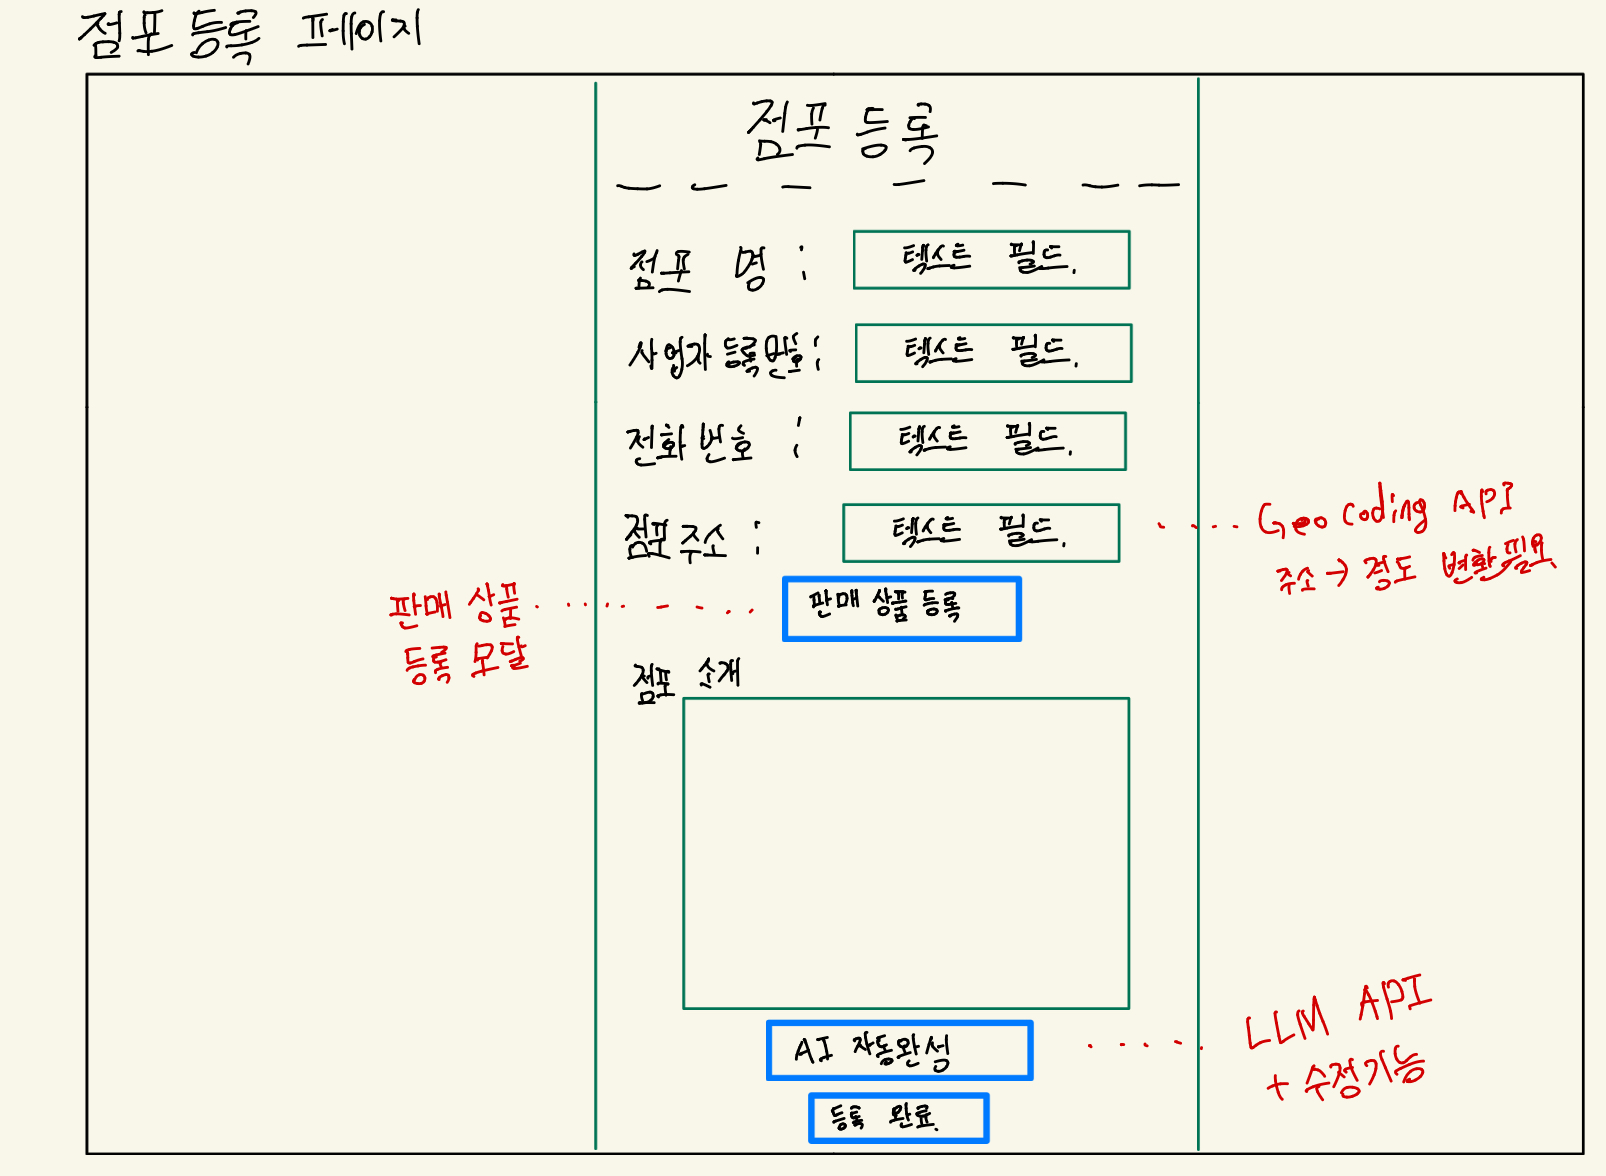 점포 등록 페이지
점포 등록
점포 명 : 텍스트 필드.
사업자 등록번호 : 텍스트 필드.
전화 번호 : 텍스트 필드.
점포 주소 : 텍스트 필드.
Geo coding API
주소 → 경도 변환필요
판매 상품 등록
판매 상품
등록 모달
점포 소개
AI 자동완성
LLM API
+ 수정기능
등록 완료.